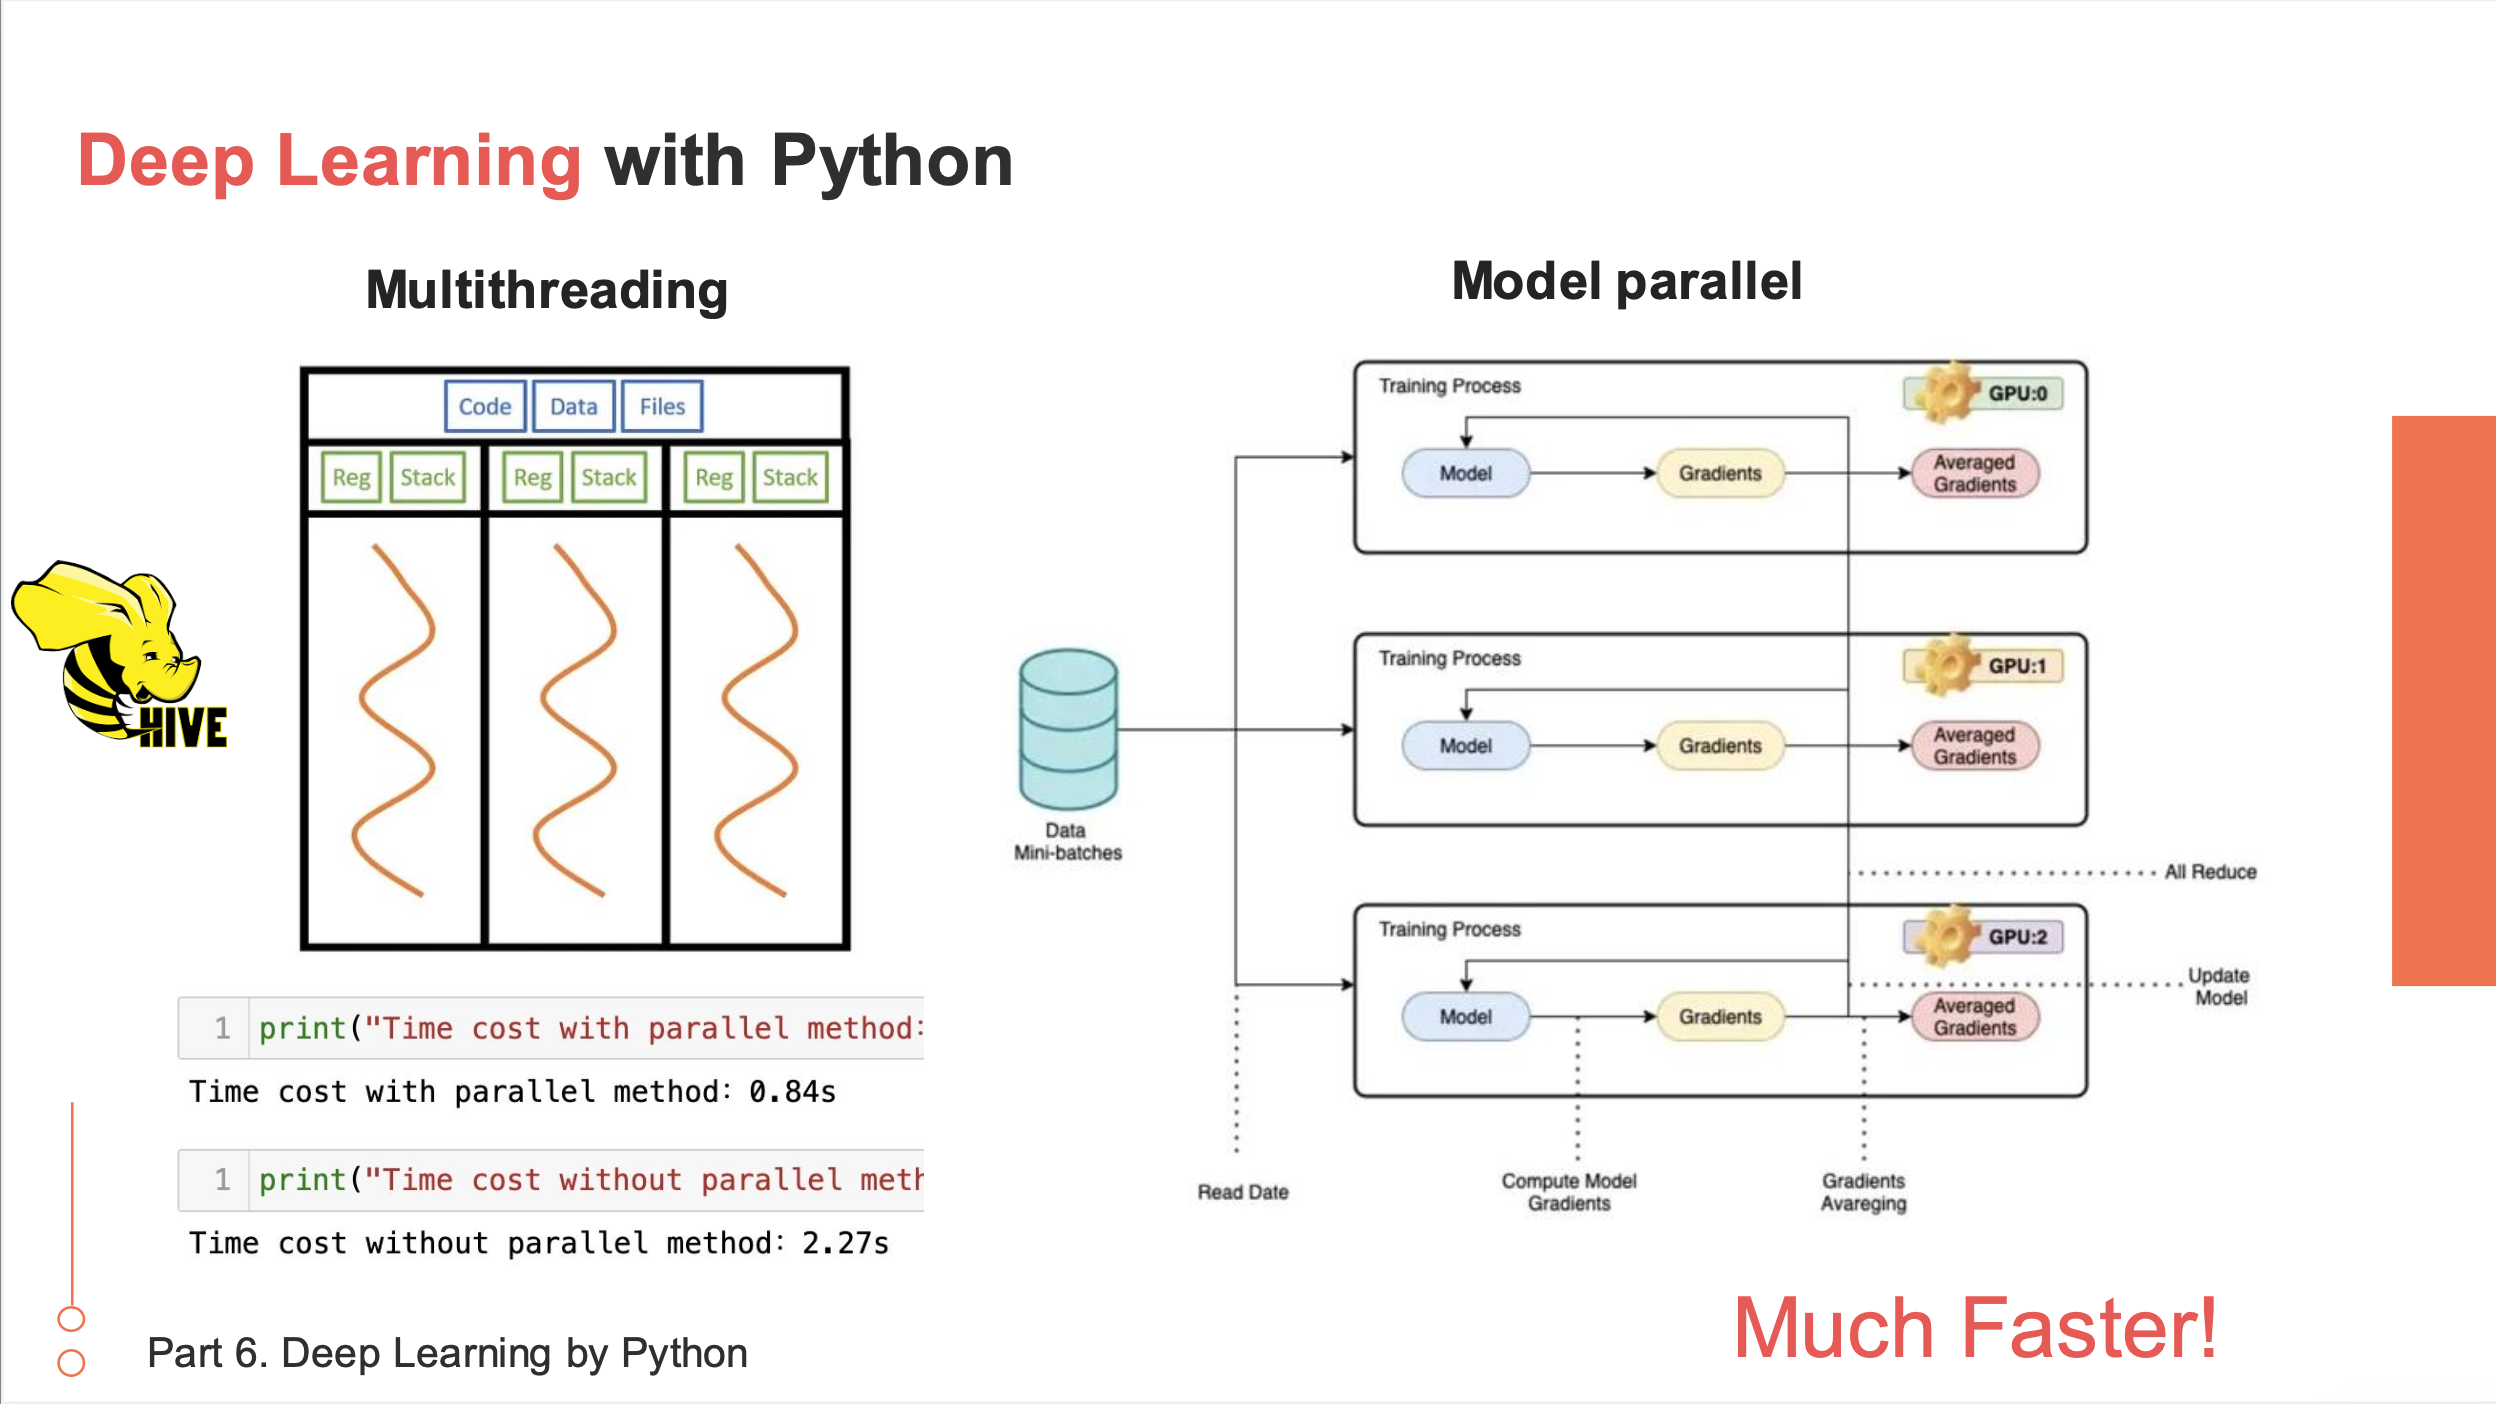 Deep Learning with Python
Multithreading
Code Data Files
Reg Stack Reg Stack Reg Stack
HIVE
1 print("Time cost with parallel method:
Time cost with parallel method: 0.84s
1 print("Time cost without parallel meth
Time cost without parallel method: 2.27s
Model parallel
Training Process
GPU:0
Model
Gradients
Averaged
Gradients
Training Process
GPU:1
Model
Gradients
Averaged
Gradients
Data
Mini-batches
All Reduce
Training Process
GPU:2
Model
Gradients
Averaged
Gradients
Update
Model
Read Date
Compute Model
Gradients
Gradients
Avareging
Much Faster!
Part 6. Deep Learning by Python